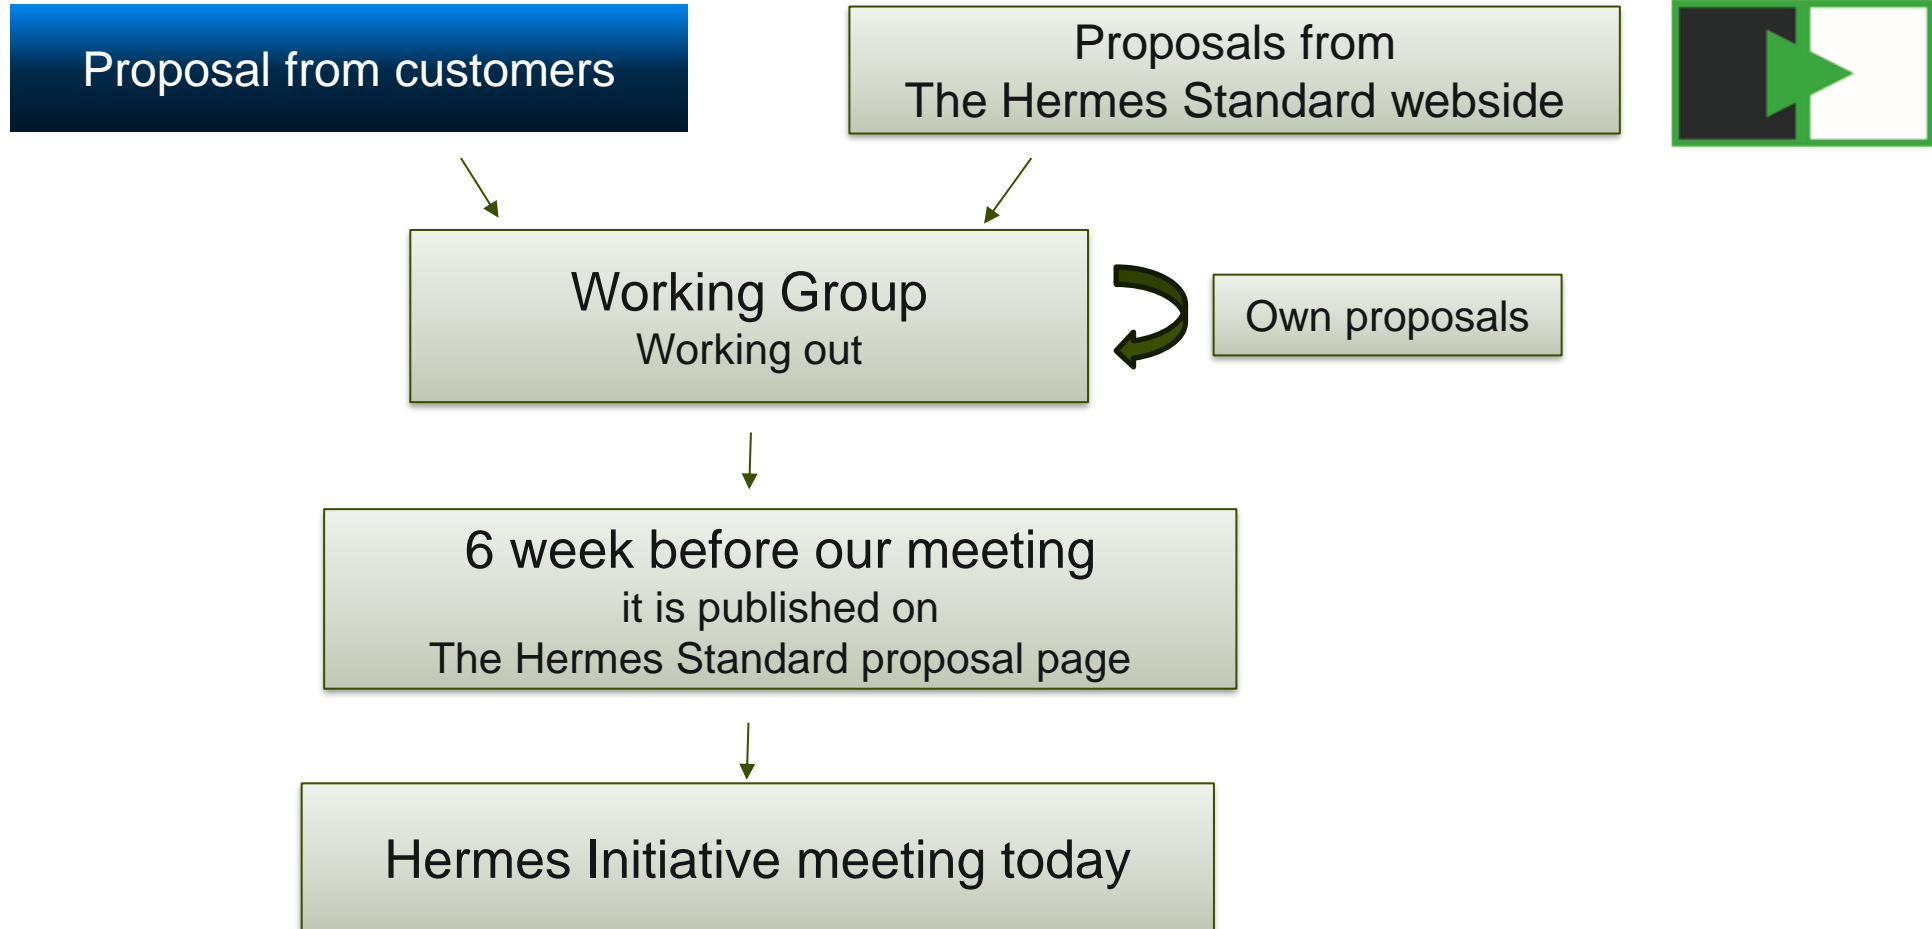 Proposal from customers
Proposals from
The Hermes Standard webside
Working Group
Working out
Own proposals
6 week before our meeting
it is published on
The Hermes Standard proposal page
Hermes Initiative meeting today